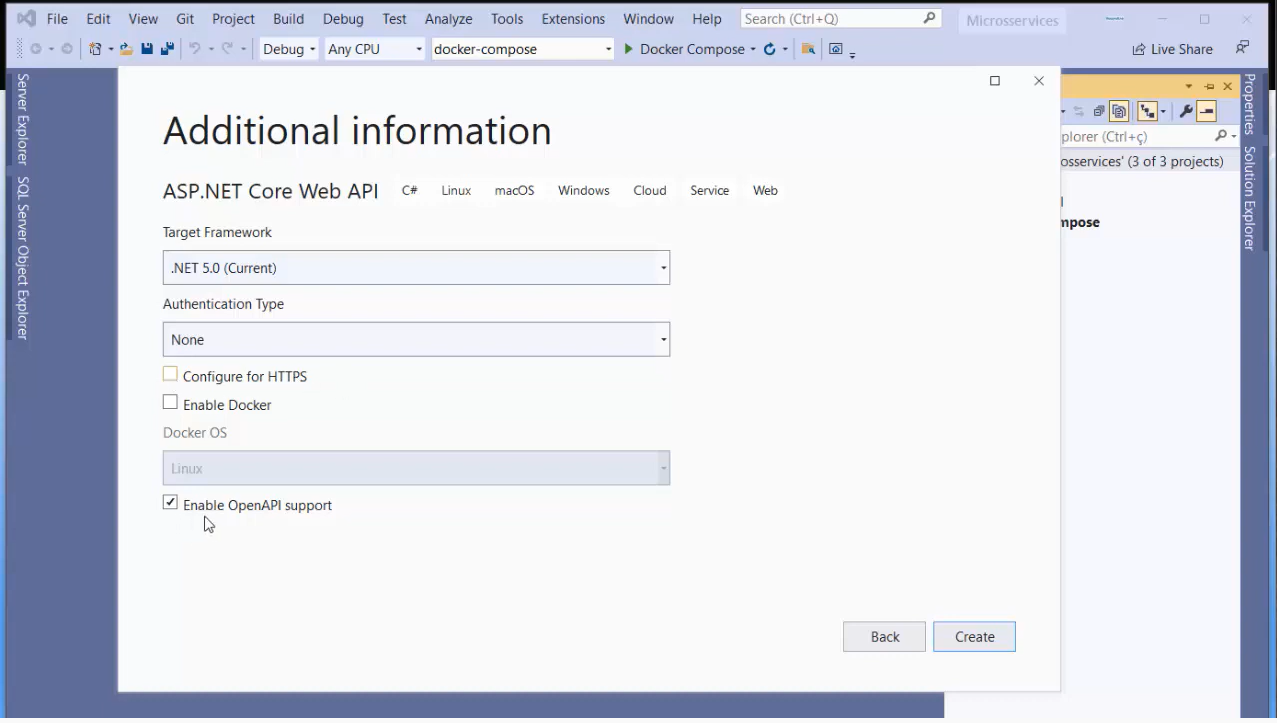 File Edit View Git Project Build Debug Test Analyze Tools Extensions Window Help Search (Ctrl+Q) Microservices
Debug Any CPU docker-compose Docker Compose Live Share
Server Explorer
SQL Server Object Explorer
Additional information
ASP.NET Core Web API C# Linux macOS Windows Cloud Service Web
Target Framework
.NET 5.0 (Current)
Authentication Type
None
Configure for HTTPS
Enable Docker
Docker OS
Linux
Enable OpenAPI support
Back Create
plorer (Ctrl+ç)
osservices' (3 of 3 projects)
l
mpose
Properties
Solution Explorer